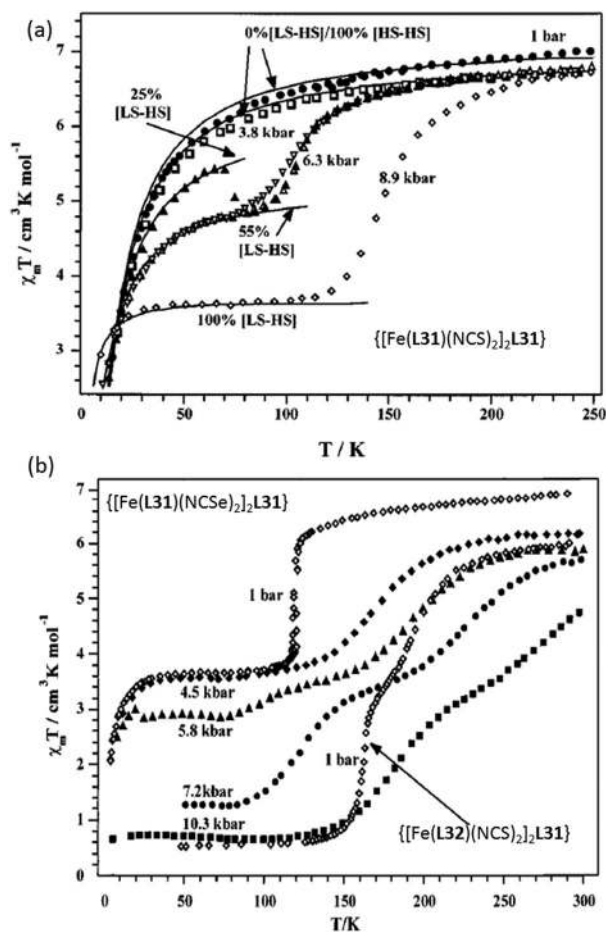 (a)
0%[LS-HS]/100% [HS-HS]
1 bar
25%
[LS-HS]
3.8 kbar
6.3 kbar
8.9 kbar
55%
[LS-HS]
100% [LS-HS]
{[Fe(L31)(NCS)₂]₂L31}
χₘT / cm³K mol⁻¹
7
6
5
4
3
0 50 100 150 200 250
T / K
(b)
{[Fe(L31)(NCSe)₂]₂L31}
1 bar
4.5 kbar
5.8 kbar
7.2kbar
1 bar
10.3 kbar
{[Fe(L32)(NCS)₂]₂L31}
χₘT / cm³K mol⁻¹
7
6
5
4
3
2
1
0
0 50 100 150 200 250 300
T/K